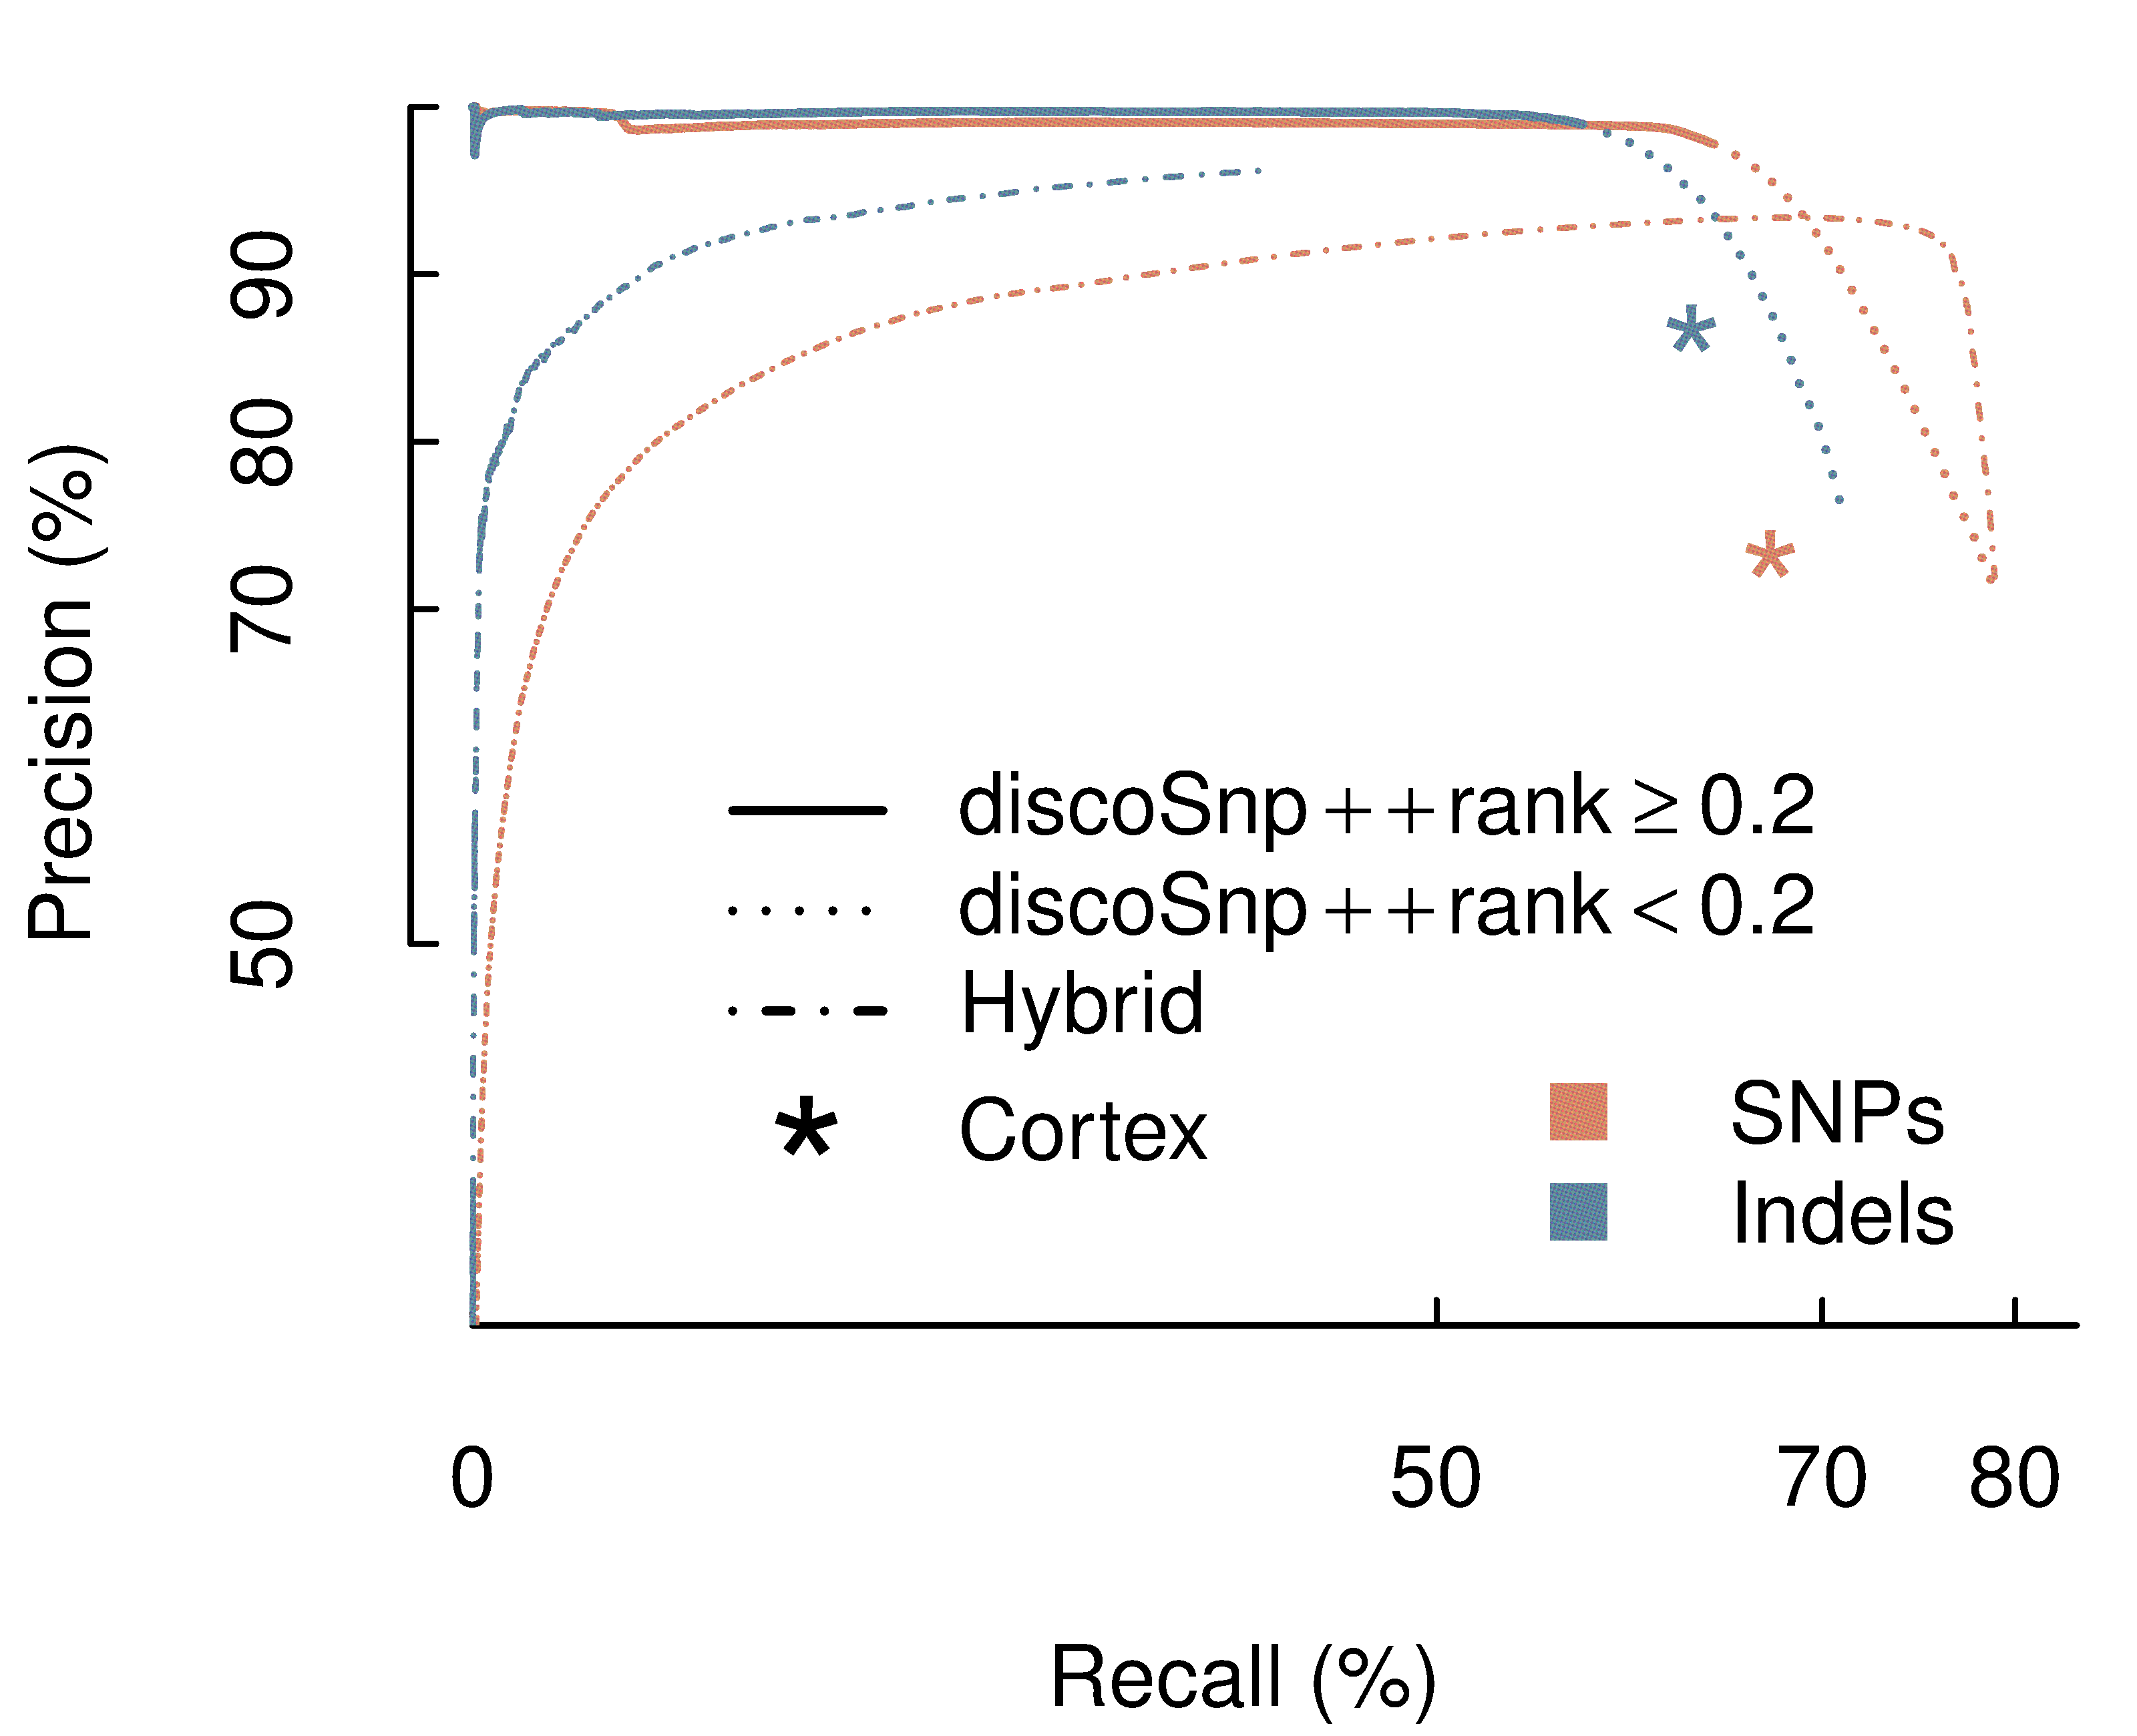 Precision (%)
90
80
70
50
discoSnp++rank ≥ 0.2
discoSnp++rank < 0.2
Hybrid
* Cortex
SNPs
Indels
0 50 70 80
Recall (%)